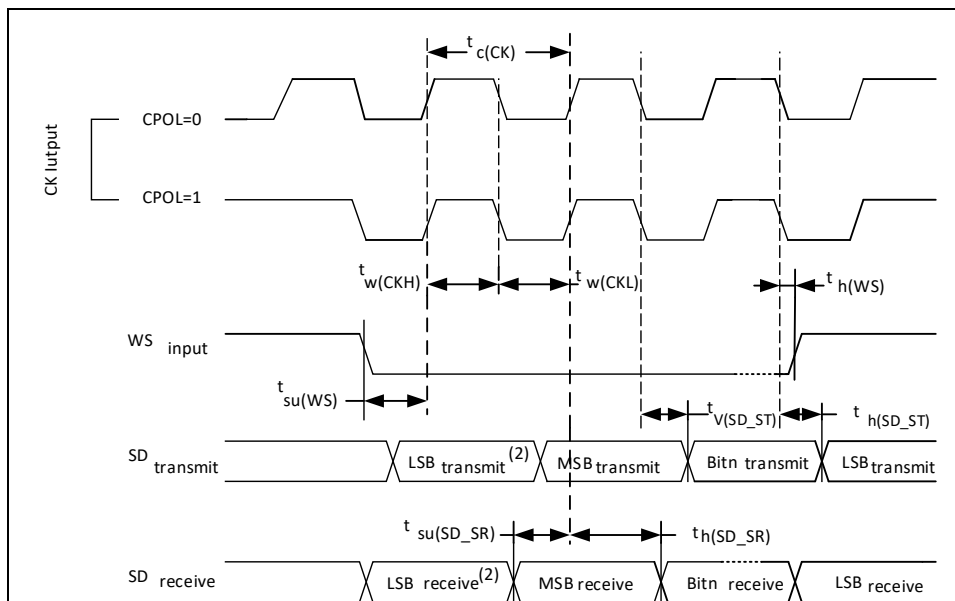 t c(CK)
CK Iutput
CPOL=0
CPOL=1
t w(CKH)
t w(CKL)
t h(WS)
WS input
t su(WS)
t V(SD_ST)
t h(SD_ST)
SD transmit
LSB transmit (2)
MSB transmit
Bitn transmit
LSB transmit
t su(SD_SR)
t h(SD_SR)
SD receive
LSB receive (2)
MSB receive
Bitn receive
LSB receive